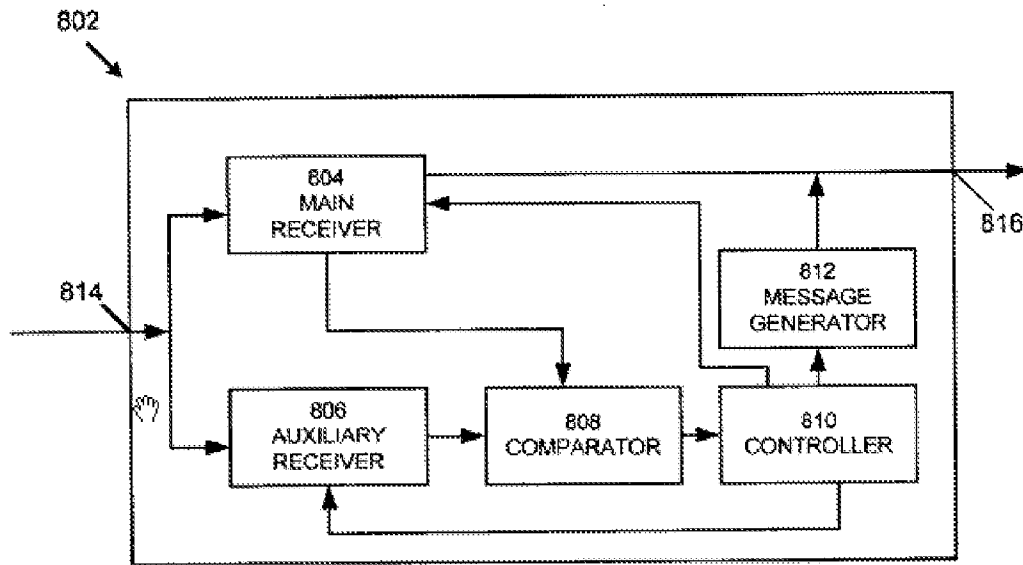 802
804
MAIN
RECEIVER
816
812
MESSAGE
GENERATOR
814
806
AUXILIARY
RECEIVER
808
COMPARATOR
810
CONTROLLER